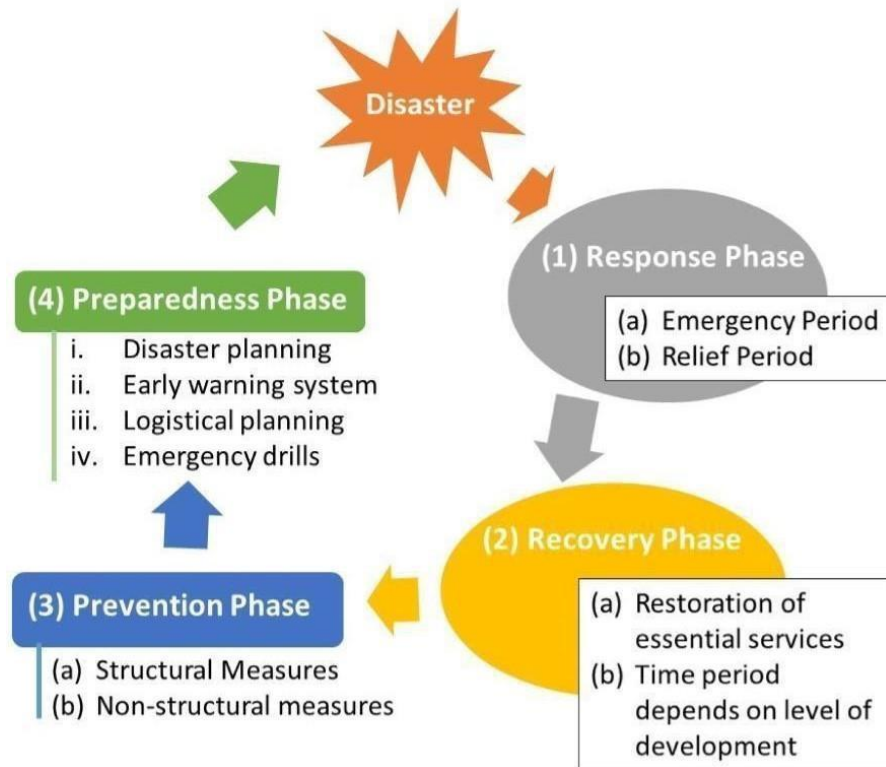 Disaster
(1) Response Phase
(a) Emergency Period
(b) Relief Period
(2) Recovery Phase
(a) Restoration of
essential services
(b) Time period
depends on level of
development
(3) Prevention Phase
(a) Structural Measures
(b) Non-structural measures
(4) Preparedness Phase
i. Disaster planning
ii. Early warning system
iii. Logistical planning
iv. Emergency drills